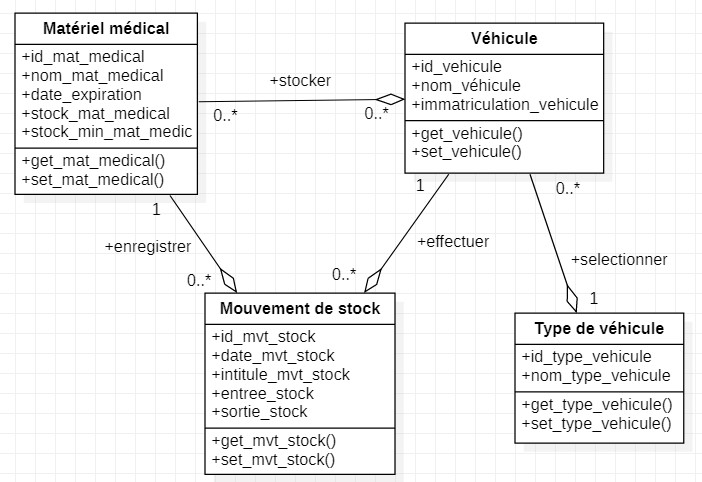 Matériel médical
+id_mat_medical
+nom_mat_medical
+date_expiration
+stock_mat_medical
+stock_min_mat_medic
+get_mat_medical()
+set_mat_medical()
+stocker
0..*
0..*
Véhicule
+id_vehicule
+nom_véhicule
+immatriculation_vehicule
+get_vehicule()
+set_vehicule()
1
+enregistrer
0..*
1
+effectuer
0..*
0..*
+selectionner
1
Mouvement de stock
+id_mvt_stock
+date_mvt_stock
+intitule_mvt_stock
+entree_stock
+sortie_stock
+get_mvt_stock()
+set_mvt_stock()
Type de véhicule
+id_type_vehicule
+nom_type_vehicule
+get_type_vehicule()
+set_type_vehicule()